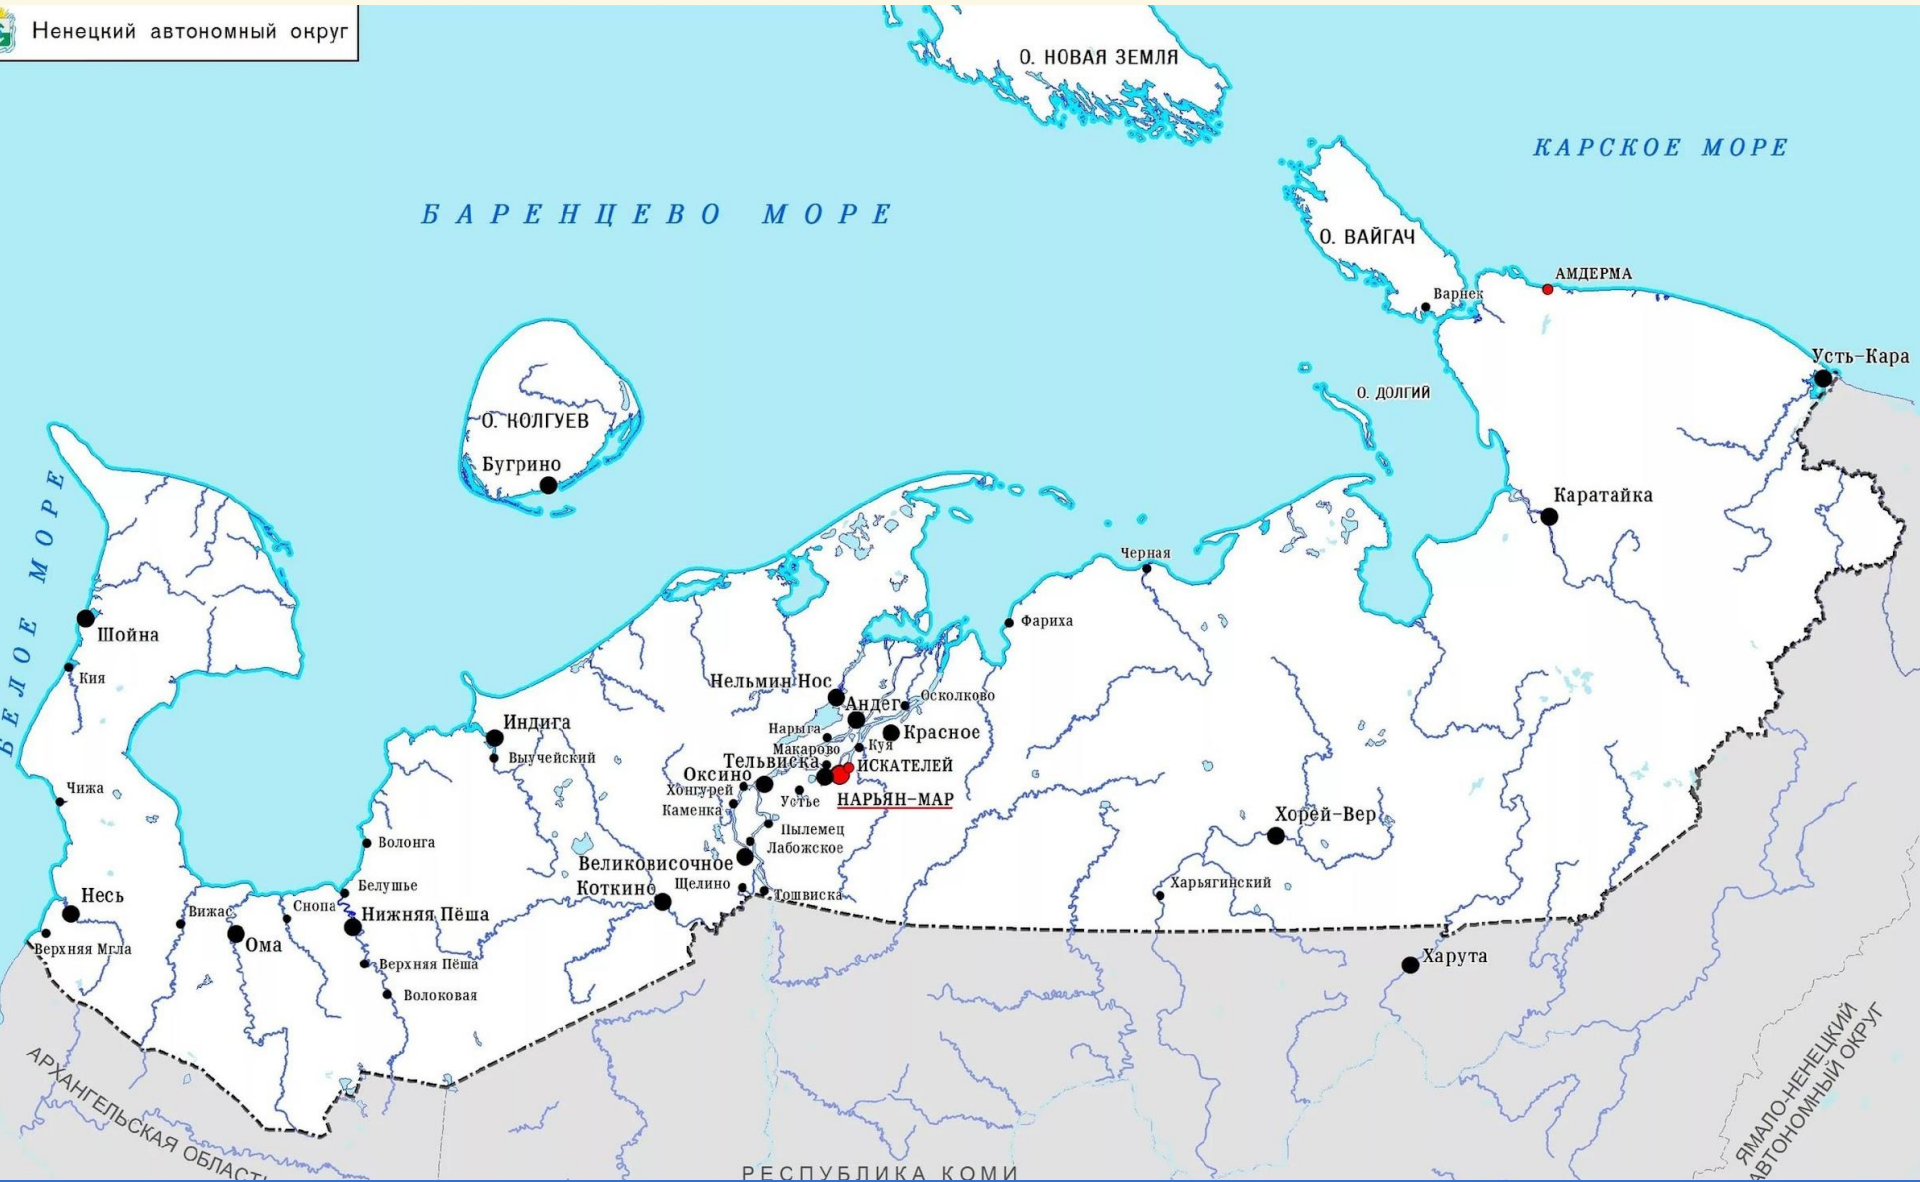 Ненецкий автономный округ
О. НОВАЯ ЗЕМЛЯ
КАРСКОЕ МОРЕ
БАРЕНЦЕВО МОРЕ
О. ВАЙГАЧ
АМДЕРМА
Варнек
Усть-Кара
О. ДОЛГИЙ
О. КОЛГУЕВ
Бугрино
БЕЛОЕ МОРЕ
Каратайка
Черная
Фариха
Шойна
Кия
Нельмин Нос
Осколково
Андег
Индига
Нарыга
Красное
Макарово
Куя
Выучейский
Тельвиска
ИСКАТЕЛЕЙ
Оксино
Хонгурей
Чижа
Устье
НАРЬЯН-МАР
Каменка
Хорей-Вер
Пылемец
Волонга
Лабожское
Великовисочное
Белушье
Коткино
Щелино
Харьягинский
Тошвиска
Несь
Снопа
Вижас
Нижняя Пёша
Ома
Верхняя Мгла
Харута
Верхняя Пёша
Волоковая
АРХАНГЕЛЬСКАЯ ОБЛАСТЬ
ЯМАЛО-НЕНЕЦКИЙ
АВТОНОМНЫЙ ОКРУГ
РЕСПУБЛИКА КОМИ